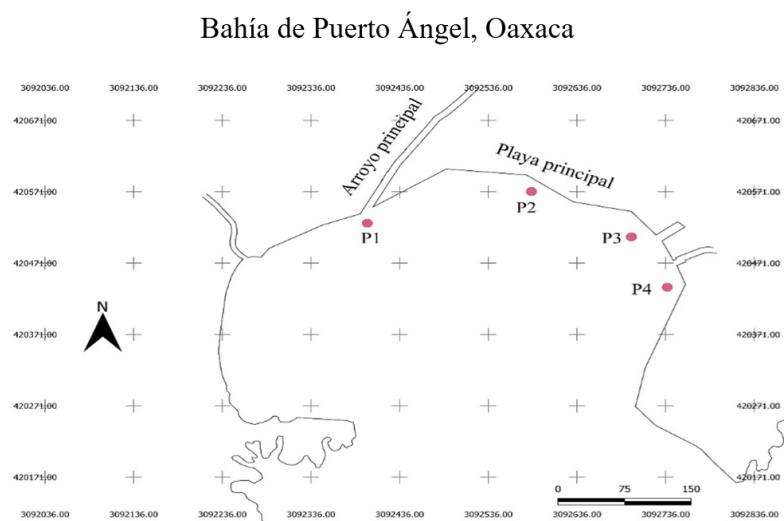 Bahía de Puerto Ángel, Oaxaca
3092036.00 3092136.00 3092236.00 3092336.00 3092436.00 3092536.00 3092636.00 3092736.00 3092836.00
420671.00 420671.00
Arroyo principal
Playa principal
420571.00 420571.00
P2
P1
P3
420471.00 420471.00
P4
N
420371.00 420371.00
420271.00 420271.00
420171.00 420171.00
0 75 150
3092036.00 3092136.00 3092236.00 3092336.00 3092436.00 3092536.00 3092636.00 3092736.00 3092836.00